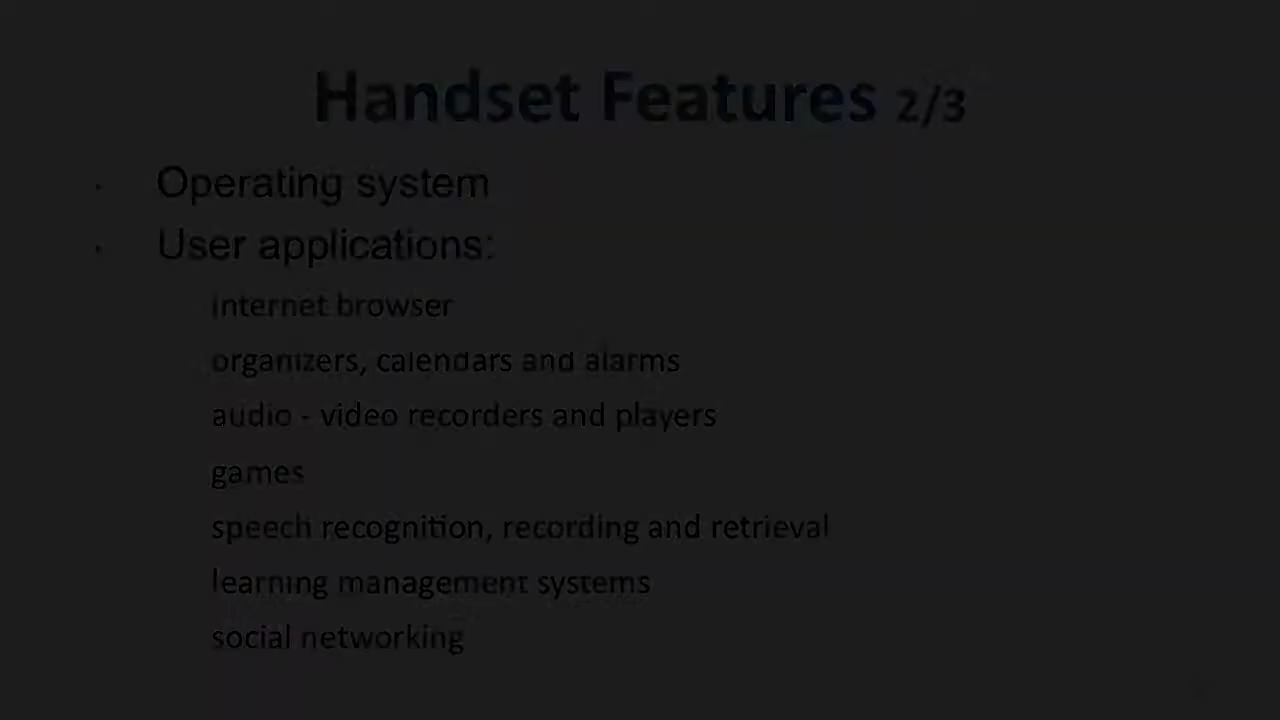 Handset Features 2/3
· Operating system
· User applications:
internet browser
organizers, calendars and alarms
audio - video recorders and players
games
speech recognition, recording and retrieval
learning management systems
social networking